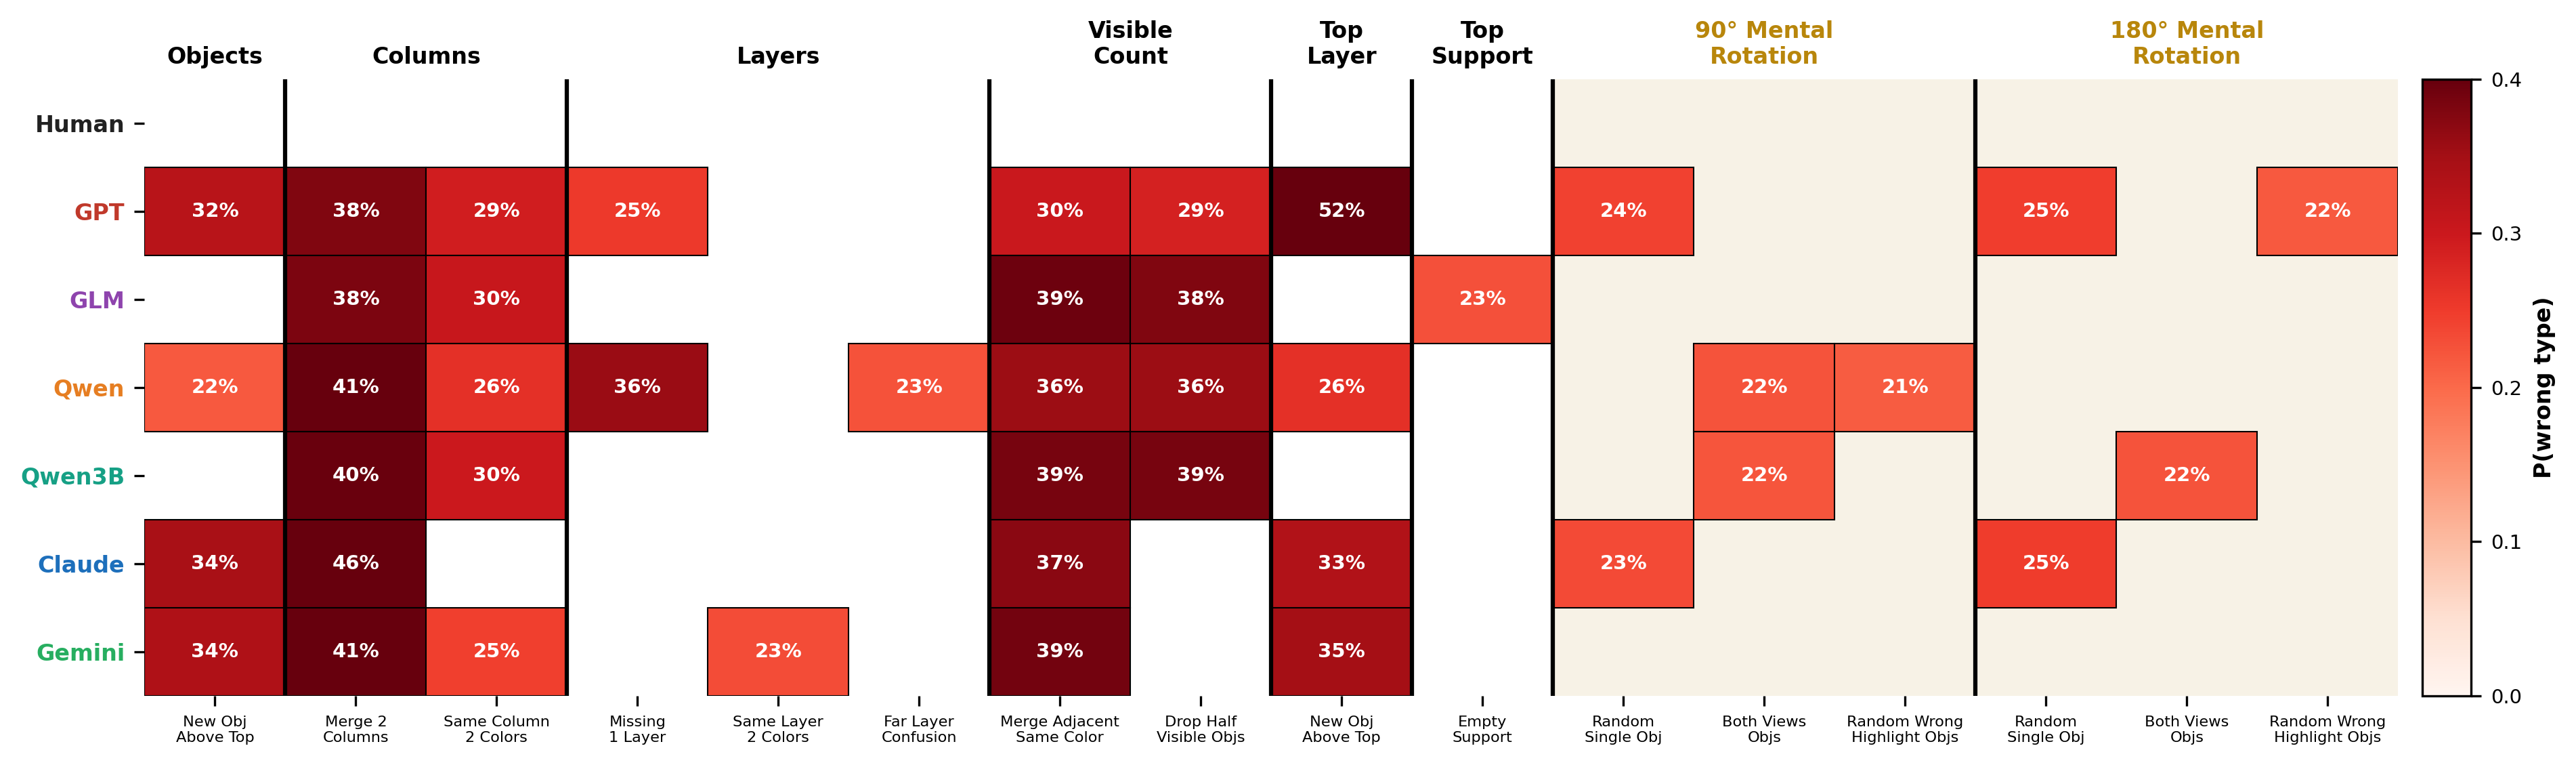 Objects
Columns
Layers
Visible
Count
Top
Layer
Top
Support
90° Mental
Rotation
180° Mental
Rotation
Human
GPT 32% 38% 29% 25% 30% 29% 52% 24% 25% 22%
GLM 38% 30% 39% 38% 23%
Qwen 22% 41% 26% 36% 23% 36% 36% 26% 22% 21%
Qwen3B 40% 30% 39% 39% 22% 22%
Claude 34% 46% 37% 33% 23% 25%
Gemini 34% 41% 25% 23% 39% 35%
New Obj
Above Top
Merge 2
Columns
Same Column
2 Colors
Missing
1 Layer
Same Layer
2 Colors
Far Layer
Confusion
Merge Adjacent
Same Color
Drop Half
Visible Objs
New Obj
Above Top
Empty
Support
Random
Single Obj
Both Views
Objs
Random Wrong
Highlight Objs
Random
Single Obj
Both Views
Objs
Random Wrong
Highlight Objs
0.4
0.3
0.2
0.1
0.0
P(wrong type)